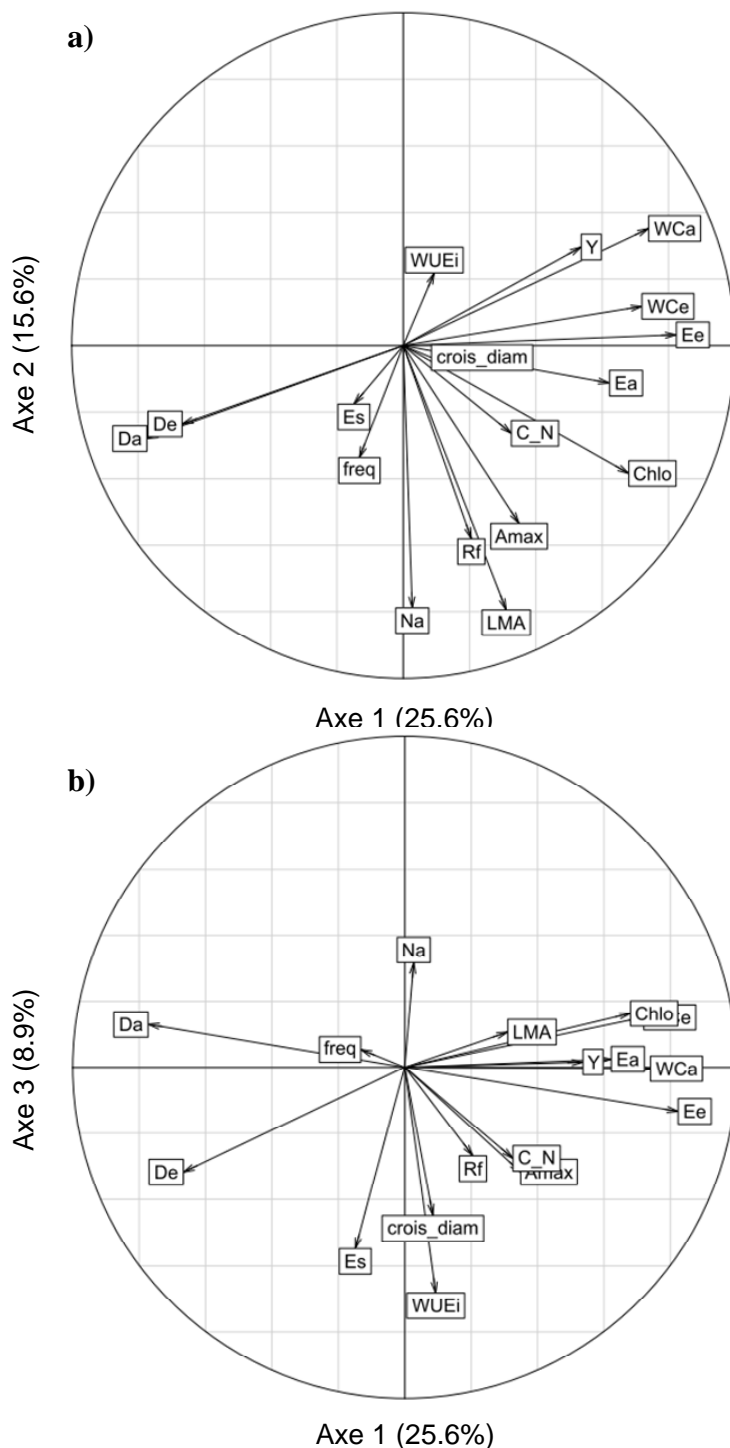 a)
WCa
Y
WUEi
WCe
Ee
crois_diam
Ea
Es
C_N
De
Da
freq
Chlo
Amax
Rf
Na
LMA
Axe 2 (15.6%)
Axe 1 (25.6%)
b)
Na
Chlo
Da
LMA
freq
Y
Ea
WCa
Ee
C_N
Rf
De
Amax
crois_diam
Es
WUEi
Axe 3 (8.9%)
Axe 1 (25.6%)